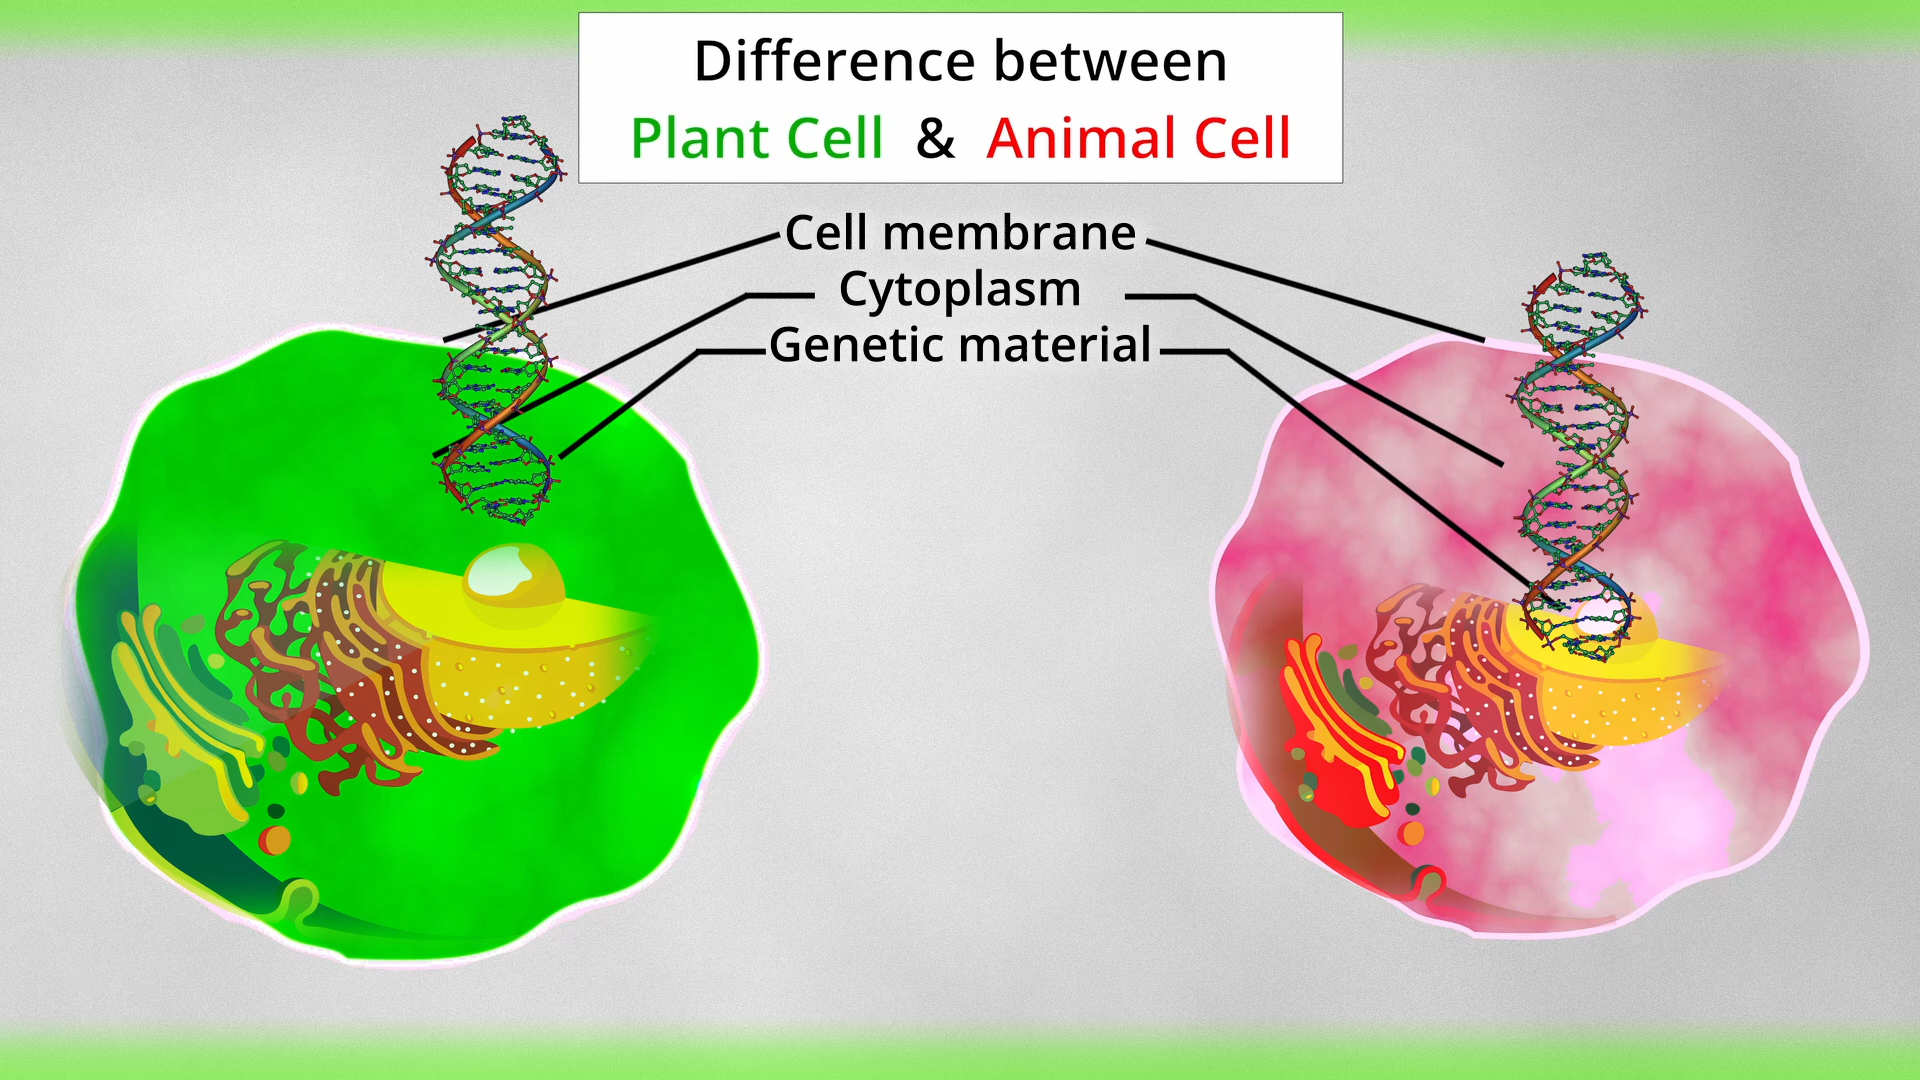 Difference between
Plant Cell & Animal Cell
Cell membrane
Cytoplasm
Genetic material